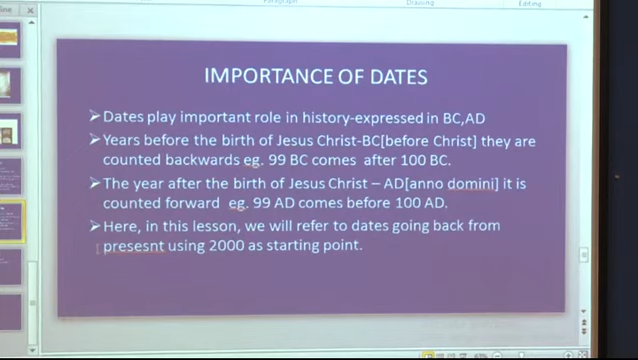 Paragraph
Drawing
Editing
IMPORTANCE OF DATES
➢Dates play important role in history-expressed in BC,AD
➢Years before the birth of Jesus Christ-BC[before Christ] they are
counted backwards eg. 99 BC comes after 100 BC.
➢The year after the birth of Jesus Christ – AD[anno domini] it is
counted forward eg. 99 AD comes before 100 AD.
➢Here, in this lesson, we will refer to dates going back from
presesnt using 2000 as starting point.